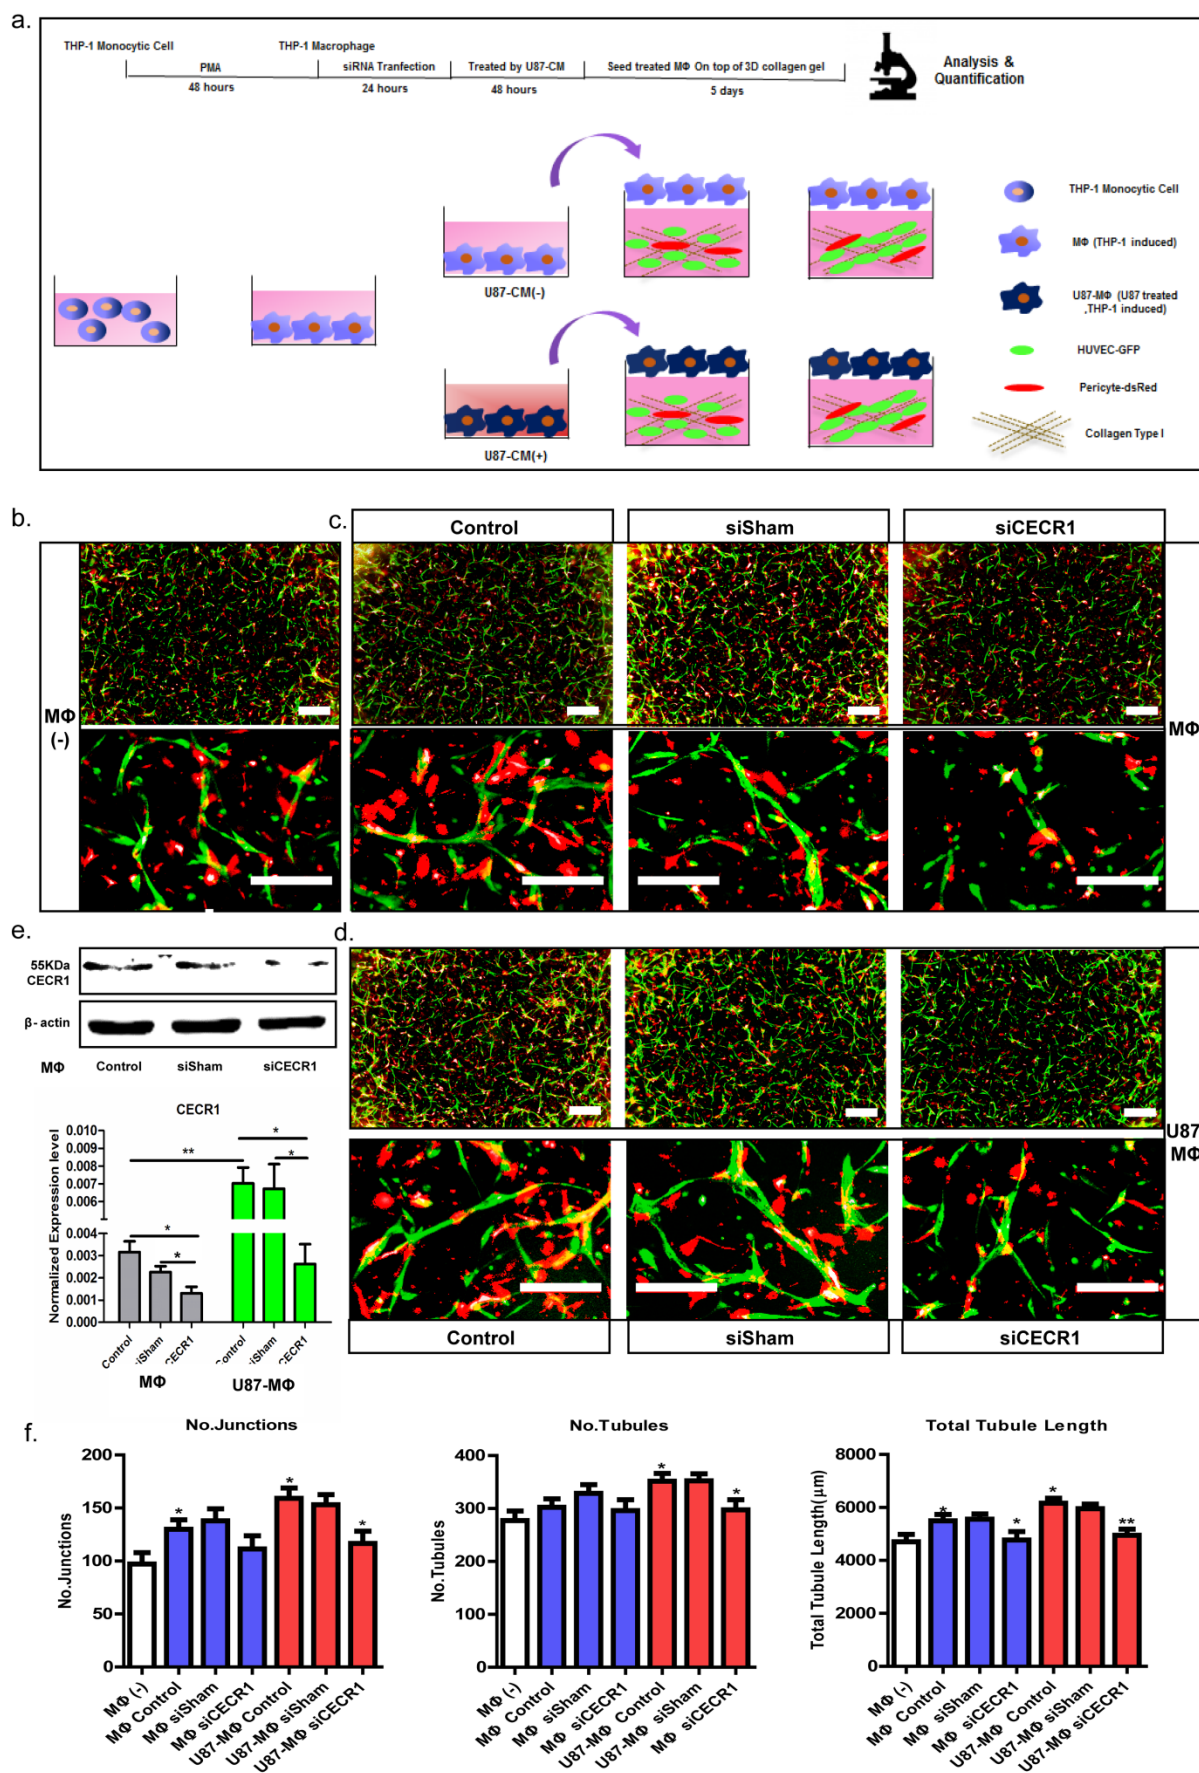 a.
THP-1 Monocytic Cell
THP-1 Macrophage
PMA
siRNA Tranfection
Treated by U87-CM
Seed treated MΦ On top of 3D collagen gel
48 hours
24 hours
48 hours
5 days
Analysis &
Quantification
U87-CM(-)
U87-CM(+)
THP-1 Monocytic Cell
MΦ (THP-1 induced)
U87-MΦ (U87 treated
,THP-1 induced)
HUVEC-GFP
Pericyte-dsRed
Collagen Type I
b.
c.
Control
siSham
siCECR1
MΦ
(-)
MΦ
e.
55KDa
CECR1
β- actin
MΦ
Control
siSham
siCECR1
CECR1
Normalized Expression level
0.010
0.009
0.008
0.007
0.006
0.004
0.003
0.002
0.001
0.000
**
*
*
*
*
Control
siSham
CECR1
Control
siSham
CECR1
MΦ
U87-MΦ
d.
U87
MΦ
Control
siSham
siCECR1
f.
No.Junctions
No.Junctions
200
150
100
50
0
*
*
*
MΦ (-)
MΦ Control
MΦ siSham
MΦ siCECR1
U87-MΦ Control
U87-MΦ siSham
U87-MΦ siCECR1
No.Tubules
No.Tubules
400
300
200
100
0
*
*
MΦ (-)
MΦ Control
MΦ siSham
MΦ siCECR1
U87-MΦ Control
U87-MΦ siSham
MΦ siCECR1
Total Tubule Length
Total Tubule Length(μm)
8000
6000
4000
2000
0
*
*
*
**
MΦ (-)
MΦ Control
MΦ siSham
MΦ siCECR1
U87-MΦ Control
U87-MΦ siSham
U87-MΦ siCECR1